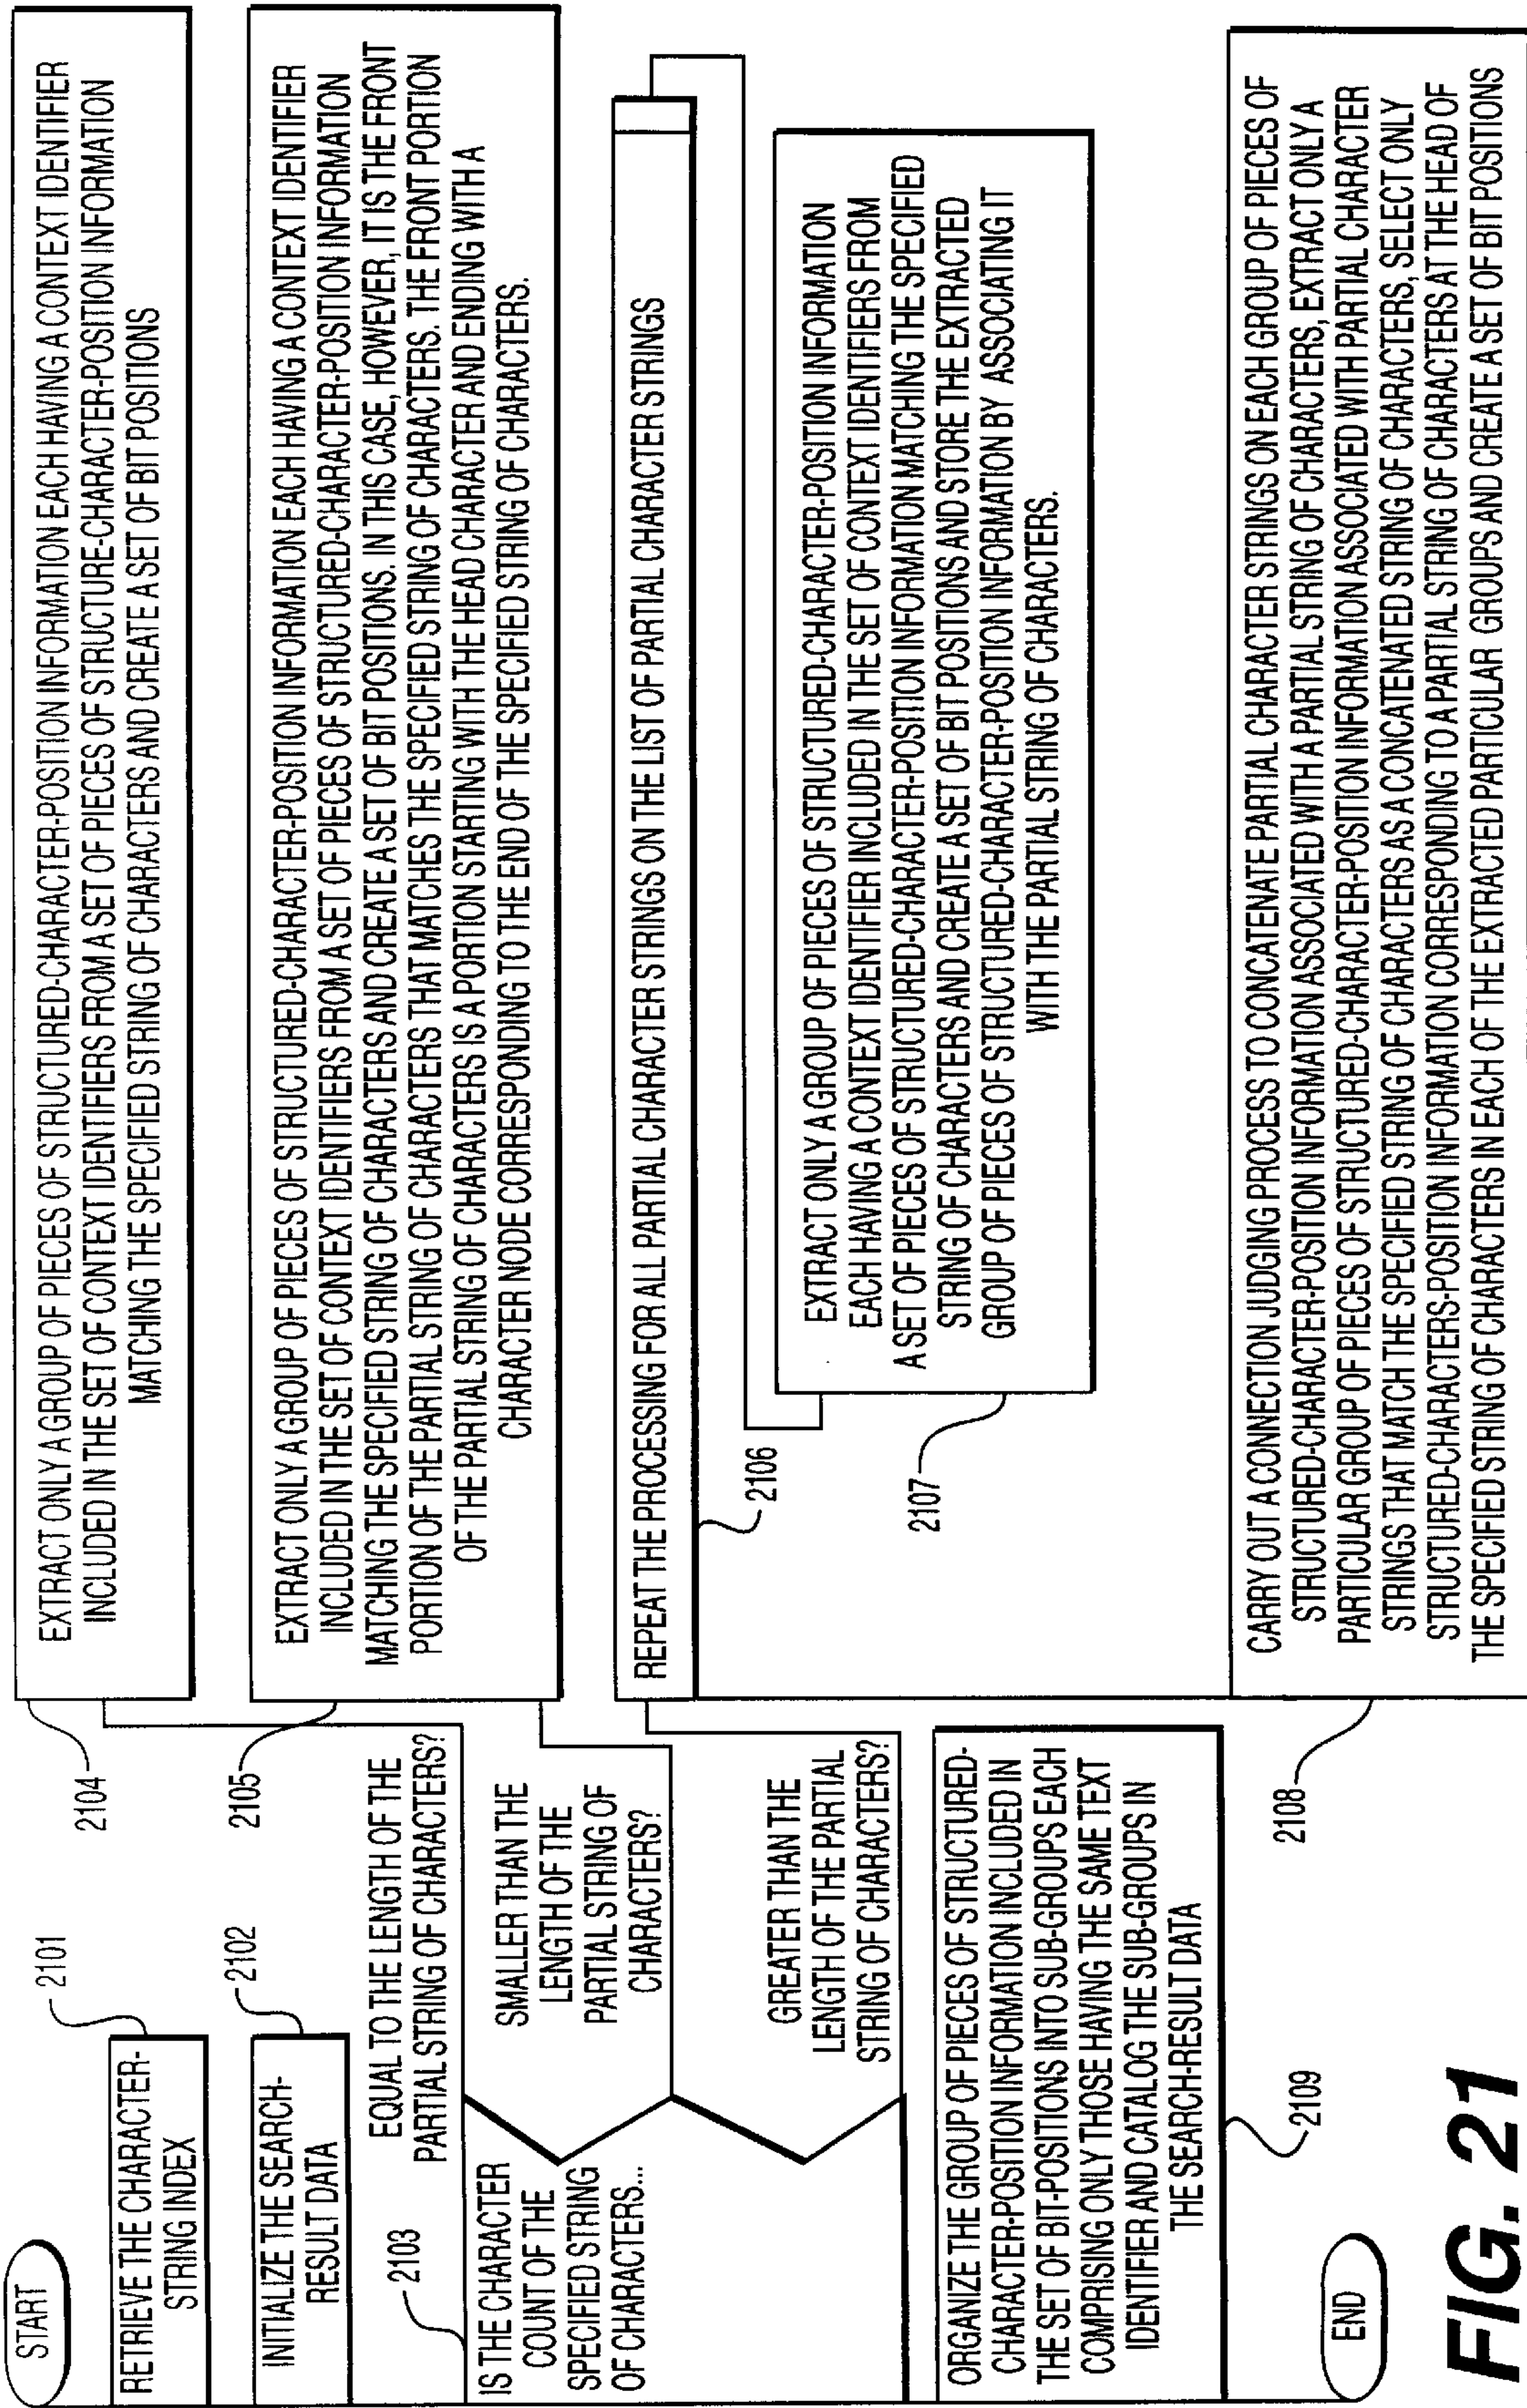 START
RETRIEVE THE CHARACTER-
STRING INDEX
2101
INITIALIZE THE SEARCH-
RESULT DATA
2102
2103
IS THE CHARACTER
COUNT OF THE
SPECIFIED STRING
OF CHARACTERS...
EQUAL TO THE LENGTH OF THE
PARTIAL STRING OF CHARACTERS?
SMALLER THAN THE
LENGTH OF THE
PARTIAL STRING OF
CHARACTERS?
GREATER THAN THE
LENGTH OF THE PARTIAL
STRING OF CHARACTERS?
2104
EXTRACT ONLY A GROUP OF PIECES OF STRUCTURED-CHARACTER-POSITION INFORMATION EACH HAVING A CONTEXT IDENTIFIER
INCLUDED IN THE SET OF CONTEXT IDENTIFIERS FROM A SET OF PIECES OF STRUCTURE-CHARACTER-POSITION INFORMATION
MATCHING THE SPECIFIED STRING OF CHARACTERS AND CREATE A SET OF BIT POSITIONS
2105
EXTRACT ONLY A GROUP OF PIECES OF STRUCTURED-CHARACTER-POSITION INFORMATION EACH HAVING A CONTEXT IDENTIFIER
INCLUDED IN THE SET OF CONTEXT IDENTIFIERS FROM A SET OF PIECES OF STRUCTURED-CHARACTER-POSITION INFORMATION
MATCHING THE SPECIFIED STRING OF CHARACTERS AND CREATE A SET OF BIT POSITIONS. IN THIS CASE, HOWEVER, IT IS THE FRONT
PORTION OF THE PARTIAL STRING OF CHARACTERS THAT MATCHES THE SPECIFIED STRING OF CHARACTERS. THE FRONT PORTION
OF THE PARTIAL STRING OF CHARACTERS IS A PORTION STARTING WITH THE HEAD CHARACTER AND ENDING WITH A
CHARACTER NODE CORRESPONDING TO THE END OF THE SPECIFIED STRING OF CHARACTERS.
REPEAT THE PROCESSING FOR ALL PARTIAL CHARACTER STRINGS ON THE LIST OF PARTIAL CHARACTER STRINGS
2106
2107
EXTRACT ONLY A GROUP OF PIECES OF STRUCTURED-CHARACTER-POSITION INFORMATION
EACH HAVING A CONTEXT IDENTIFIER INCLUDED IN THE SET OF CONTEXT IDENTIFIERS FROM
A SET OF PIECES OF STRUCTURED-CHARACTER-POSITION INFORMATION MATCHING THE SPECIFIED
STRING OF CHARACTERS AND CREATE A SET OF BIT POSITIONS AND STORE THE EXTRACTED
GROUP OF PIECES OF STRUCTURED-CHARACTER-POSITION INFORMATION BY ASSOCIATING IT
WITH THE PARTIAL STRING OF CHARACTERS.
2108
CARRY OUT A CONNECTION JUDGING PROCESS TO CONCATENATE PARTIAL CHARACTER STRINGS ON EACH GROUP OF PIECES OF
STRUCTURED-CHARACTER-POSITION INFORMATION ASSOCIATED WITH A PARTIAL STRING OF CHARACTERS, EXTRACT ONLY A
PARTICULAR GROUP OF PIECES OF STRUCTURED-CHARACTER-POSITION INFORMATION ASSOCIATED WITH PARTIAL CHARACTER
STRINGS THAT MATCH THE SPECIFIED STRING OF CHARACTERS AS A CONCATENATED STRING OF CHARACTERS, SELECT ONLY
STRUCTURED-CHARACTERS-POSITION INFORMATION CORRESPONDING TO A PARTIAL STRING OF CHARACTERS AT THE HEAD OF
THE SPECIFIED STRING OF CHARACTERS IN EACH OF THE EXTRACTED PARTICULAR GROUPS AND CREATE A SET OF BIT POSITIONS
ORGANIZE THE GROUP OF PIECES OF STRUCTURED-
CHARACTER-POSITION INFORMATION INCLUDED IN
THE SET OF BIT-POSITIONS INTO SUB-GROUPS EACH
COMPRISING ONLY THOSE HAVING THE SAME TEXT
IDENTIFIER AND CATALOG THE SUB-GROUPS IN
THE SEARCH-RESULT DATA
2109
END
FIG. 21